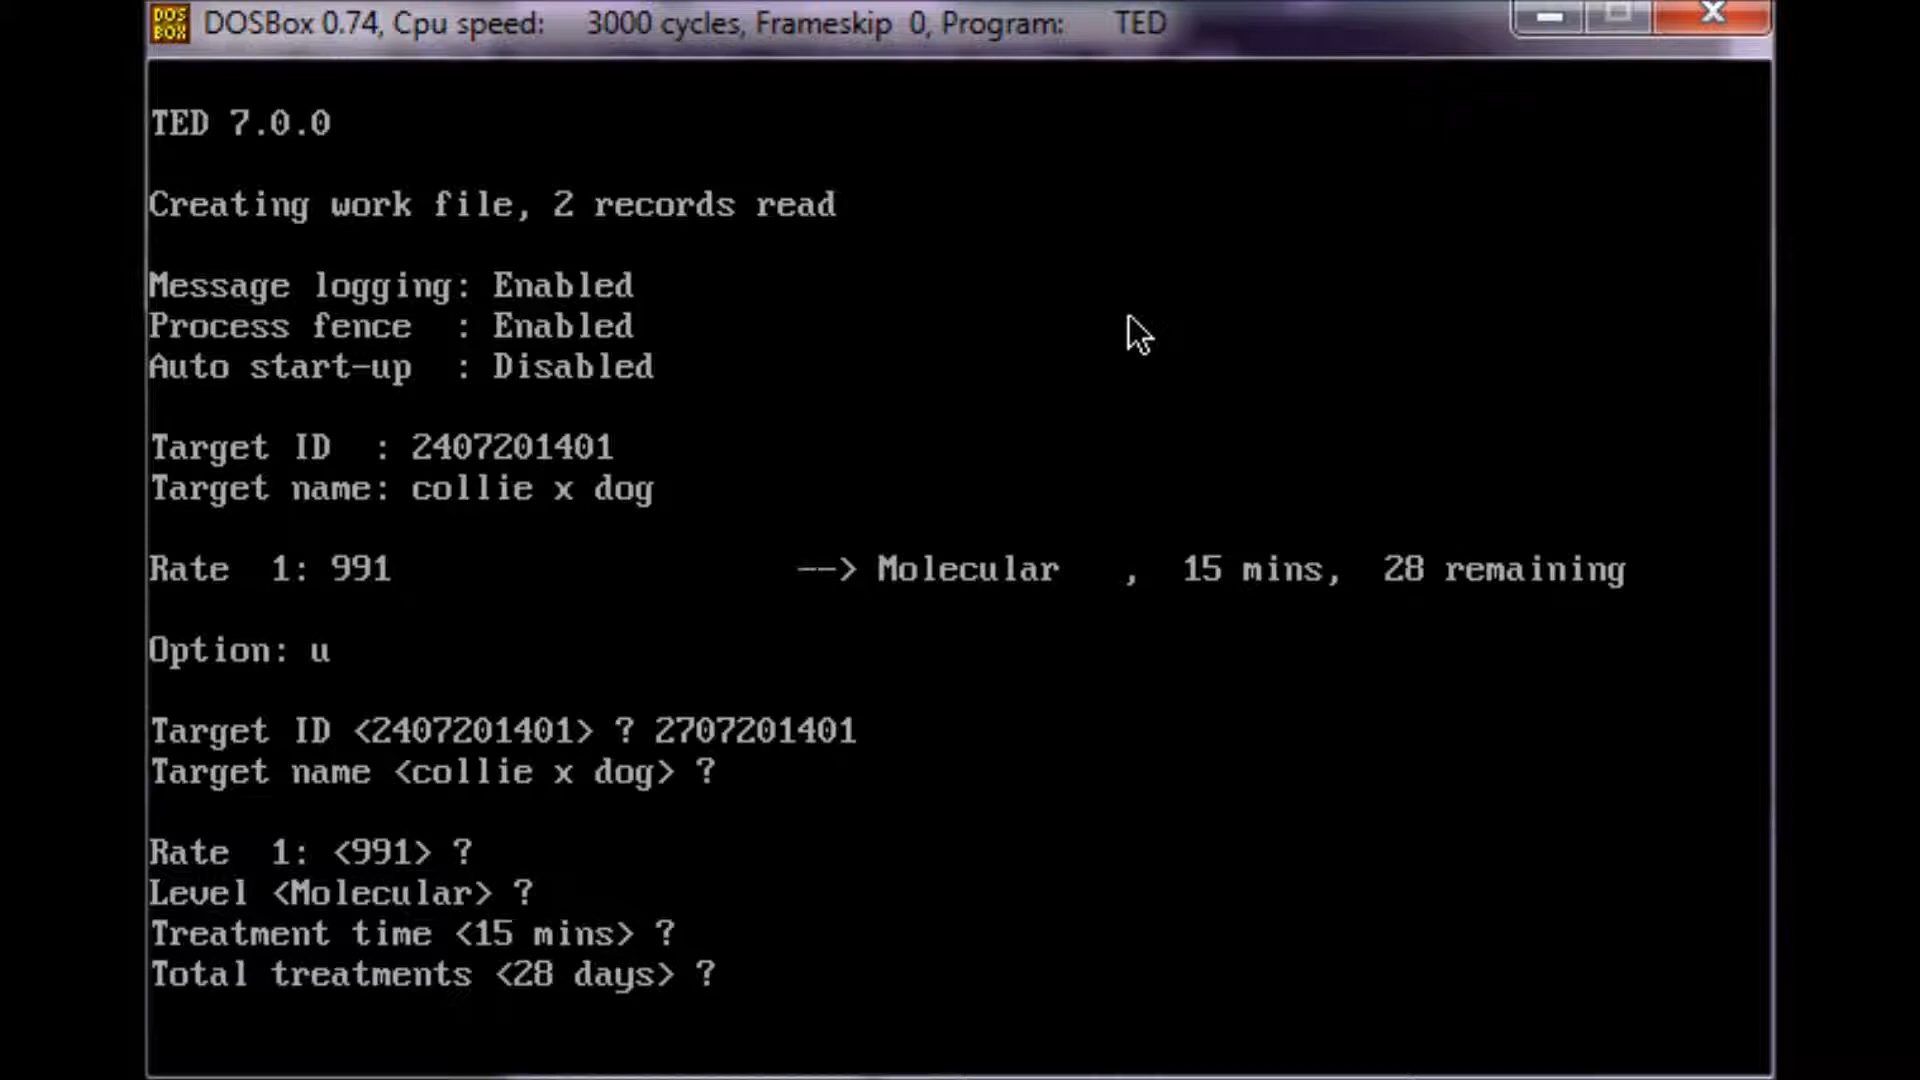 DOS BOX DOSBox 0.74, Cpu speed: 3000 cycles, Frameskip 0, Program: TED
TED 7.0.0
Creating work file, 2 records read
Message logging: Enabled
Process fence : Enabled
Auto start-up : Disabled
Target ID : 2407201401
Target name: collie x dog
Rate 1: 991 --> Molecular , 15 mins, 28 remaining
Option: u
Target ID <2407201401> ? 2707201401
Target name <collie x dog> ?
Rate 1: <991> ?
Level <Molecular> ?
Treatment time <15 mins> ?
Total treatments <28 days> ?